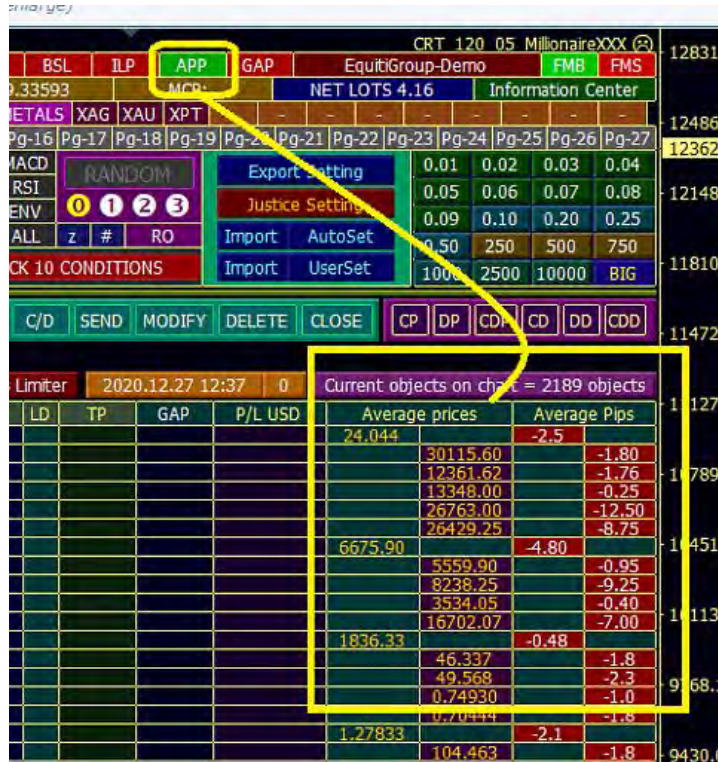 enlarge)
CRT 120 05 MillionaireXXX
12831
BSL ILP APP GAP EquitiGroup-Demo FMB FMS
.33593 MCP: NET LOTS 4.16 Information Center
METALS XAG XAU XPT - - - - - - - -
12486
Pg-16 Pg-17 Pg-18 Pg-19 Pg-20 Pg-21 Pg-22 Pg-23 Pg-24 Pg-25 Pg-26 Pg-27
12362
MACD RANDOM Export Setting 0.01 0.02 0.03 0.04
RSI 0 1 2 3 Justice Setting 0.05 0.06 0.07 0.08
12148
ENV 0.09 0.10 0.20 0.25
ALL z # RO Import AutoSet 0.50 250 500 750
CK 10 CONDITIONS Import UserSet 1000 2500 10000 BIG
11810
C/D SEND MODIFY DELETE CLOSE CP DP CDP CD DD CDD
11472
Limiter 2020.12.27 12:37 0 Current objects on chart = 2189 objects
LD TP GAP P/L USD Average prices Average Pips
11127
24.044 -2.5
30115.60 -1.80
12361.62 -1.76
10789
13348.00 -0.25
26763.00 -12.50
26429.25 -8.75
6675.90 -4.80
10451
5559.90 -0.95
8238.25 -9.25
3534.05 -0.40
10113
16702.07 -7.00
1836.33 -0.48
46.337 -1.8
49.568 -2.3
9768.
0.74930 -1.0
0.70444 -1.8
1.27833 -2.1
104.463 -1.8
9430.